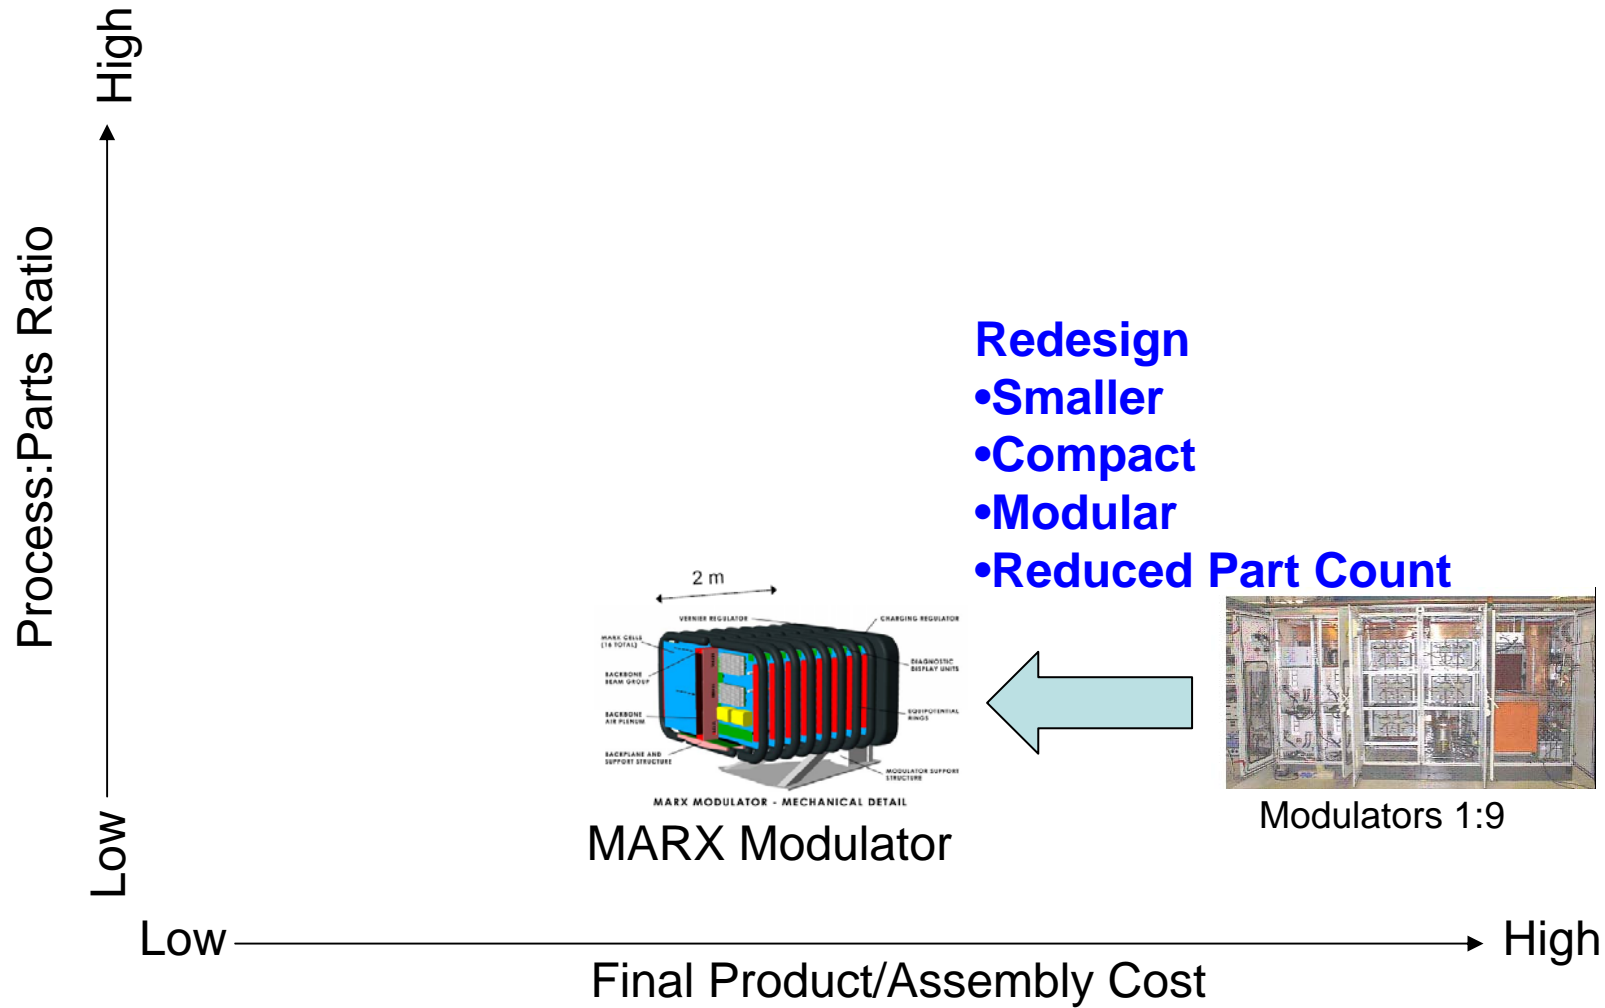 High
Process:Parts Ratio
Low
Redesign
•Smaller
•Compact
•Modular
•Reduced Part Count
2 m
VERNIER REGULATOR
CHARGING REGULATOR
MARX CELLS
(16 TOTAL)
DIAGNOSTIC
DISPLAY UNITS
BACKBONE
BEAM GROUP
EQUIPOTENTIAL
RINGS
BACKBONE
AIR PLENUM
BACKPLANE AND
SUPPORT STRUCTURE
MODULATOR SUPPORT
STRUCTURE
MARX MODULATOR - MECHANICAL DETAIL
MARX Modulator
Modulators 1:9
Low
High
Final Product/Assembly Cost